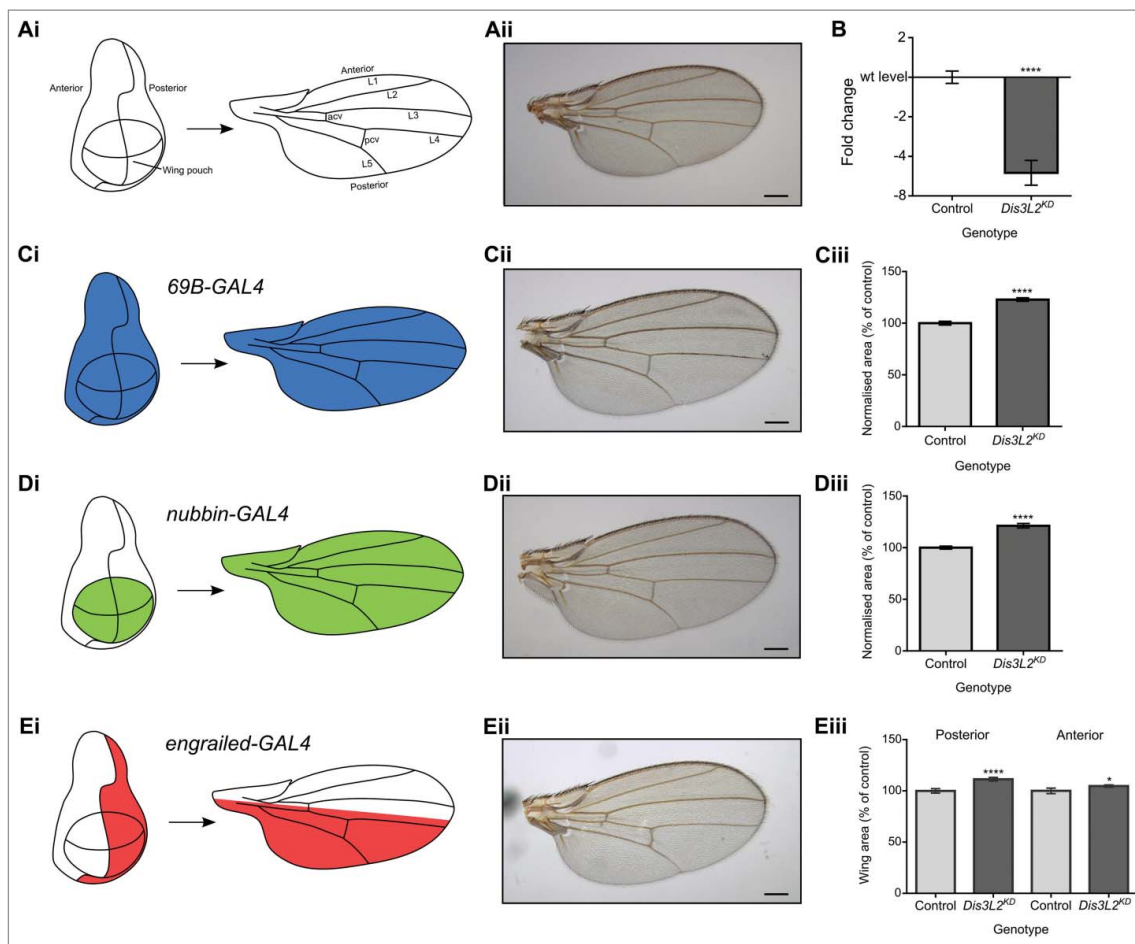 Ai
Anterior
Posterior
Wing pouch
Anterior
L1
L2
L3
acv
pcv
L4
L5
Posterior
Aii
B
2
wt level
****
-2
-4
-6
-8
Fold change
Control
Dis3L2KD
Genotype
Ci
69B-GAL4
Cii
Ciii
150
****
100
50
0
Normalised area (% of control)
Control
Dis3L2KD
Genotype
Di
nubbin-GAL4
Dii
Diii
150
****
100
50
0
Normalised area (% of control)
Control
Dis3L2KD
Genotype
Ei
engrailed-GAL4
Eii
Eiii
150
Posterior
Anterior
****
*
100
50
0
Wing area (% of control)
Control
Dis3L2KD
Control
Dis3L2KD
Genotype